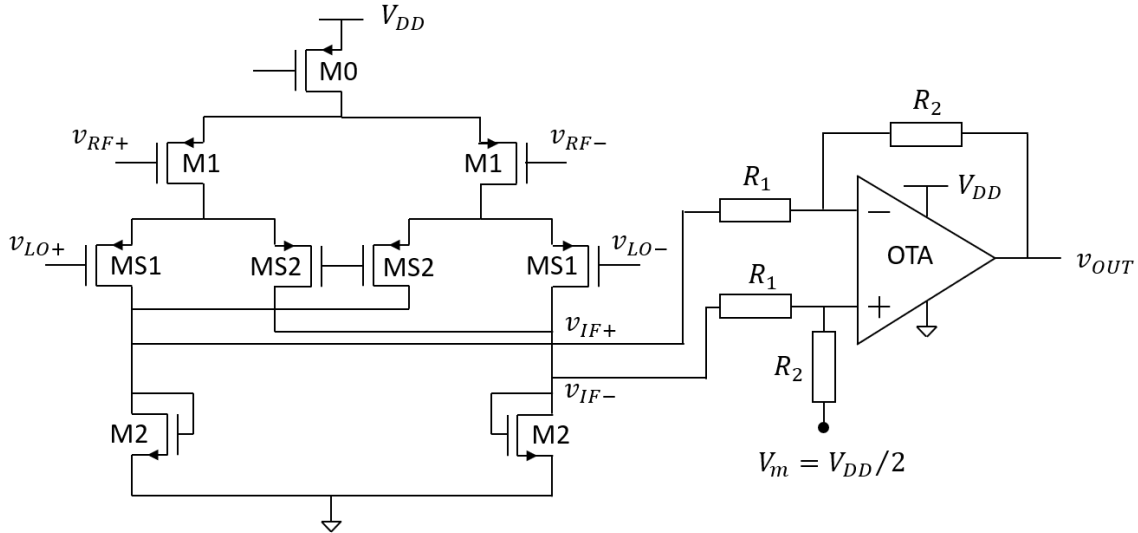 V_DD
M0
v_RF+
v_RF−
M1
M1
R_2
R_1
V_DD
v_LO+
v_LO−
MS1
MS2
MS2
MS1
−
OTA
v_OUT
R_1
+
v_IF+
R_2
v_IF−
M2
M2
V_m = V_DD/2